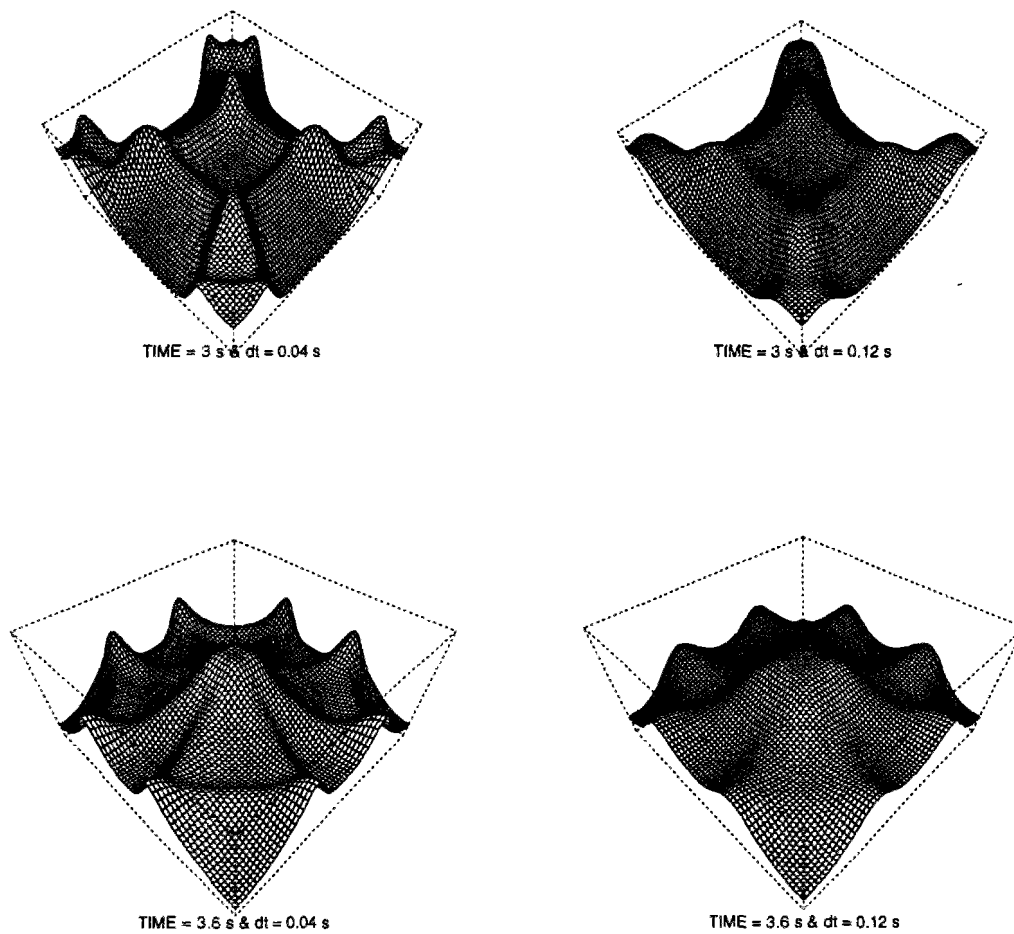 TIME = 3 s & dt = 0.04 s
TIME = 3 s & dt = 0.12 s
TIME = 3.6 s & dt = 0.04 s
TIME = 3.6 s & dt = 0.12 s